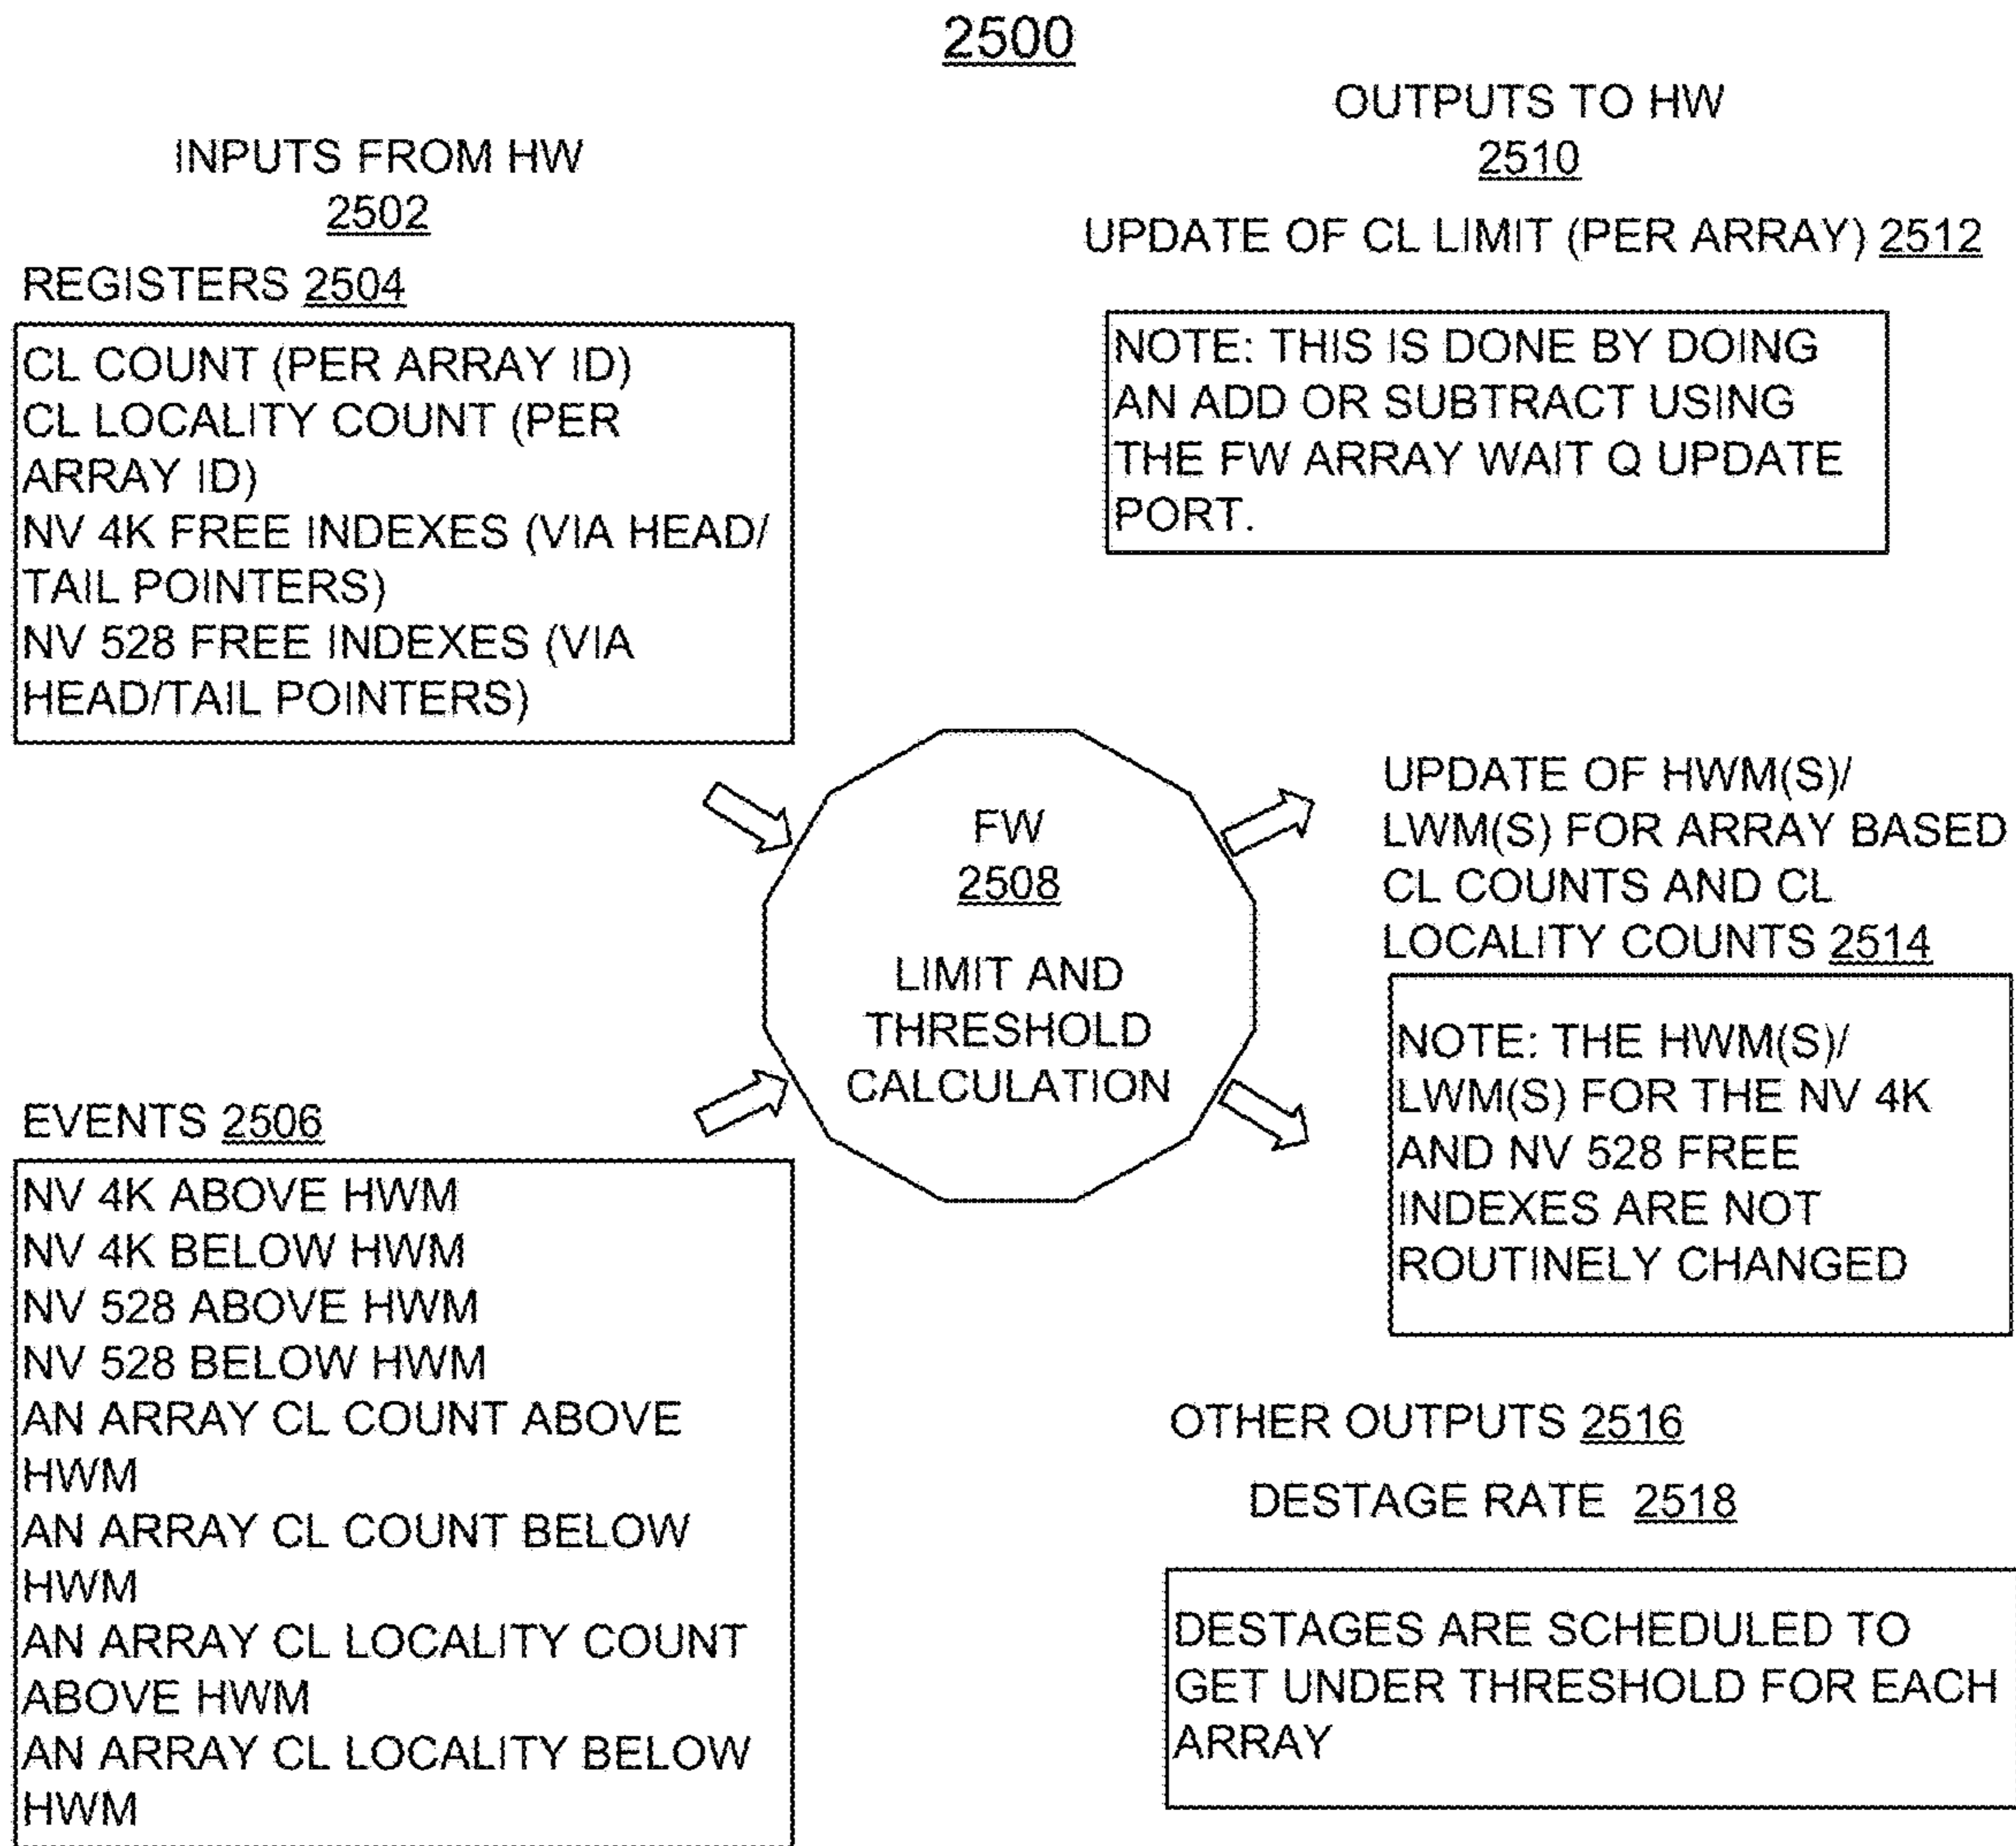 2500
INPUTS FROM HW
2502
REGISTERS 2504
CL COUNT (PER ARRAY ID)
CL LOCALITY COUNT (PER
ARRAY ID)
NV 4K FREE INDEXES (VIA HEAD/
TAIL POINTERS)
NV 528 FREE INDEXES (VIA
HEAD/TAIL POINTERS)
EVENTS 2506
NV 4K ABOVE HWM
NV 4K BELOW HWM
NV 528 ABOVE HWM
NV 528 BELOW HWM
AN ARRAY CL COUNT ABOVE
HWM
AN ARRAY CL COUNT BELOW
HWM
AN ARRAY CL LOCALITY COUNT
ABOVE HWM
AN ARRAY CL LOCALITY BELOW
HWM
FW
2508
LIMIT AND
THRESHOLD
CALCULATION
OUTPUTS TO HW
2510
UPDATE OF CL LIMIT (PER ARRAY) 2512
NOTE: THIS IS DONE BY DOING
AN ADD OR SUBTRACT USING
THE FW ARRAY WAIT Q UPDATE
PORT.
UPDATE OF HWM(S)/
LWM(S) FOR ARRAY BASED
CL COUNTS AND CL
LOCALITY COUNTS 2514
NOTE: THE HWM(S)/
LWM(S) FOR THE NV 4K
AND NV 528 FREE
INDEXES ARE NOT
ROUTINELY CHANGED
OTHER OUTPUTS 2516
DESTAGE RATE 2518
DESTAGES ARE SCHEDULED TO
GET UNDER THRESHOLD FOR EACH
ARRAY